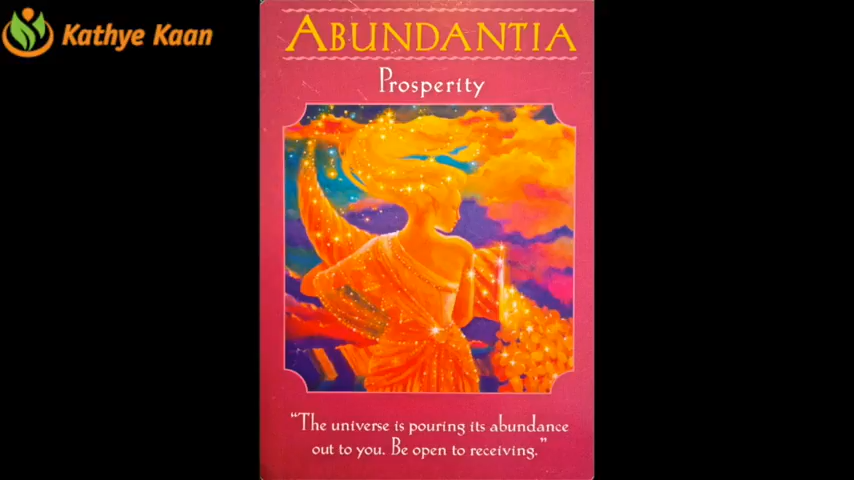 Kathye Kaan
ABUNDANTIA
Prosperity
"The universe is pouring its abundance
out to you. Be open to receiving."